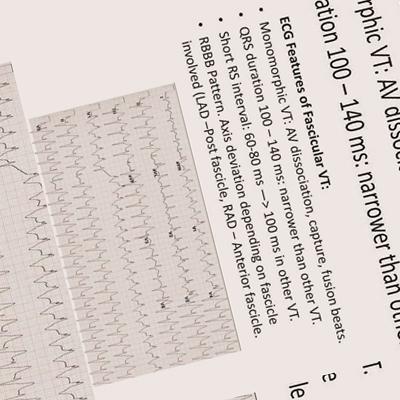 ECG Features of Fascicular VT:
• Monomorphic VT: AV dissociation, capture, fusion beats.
• QRS duration 100 – 140 ms: narrower than other VT.
• Short RS interval: 60-80 ms —> 100 ms in other VT.
• RBBB Pattern. Axis deviation depending on fascicle
involved (LAD –Post fascicle, RAD - Anterior fascicle.
rphic VT: AV
ation 100 – 140 ms: narrower than
T.
le